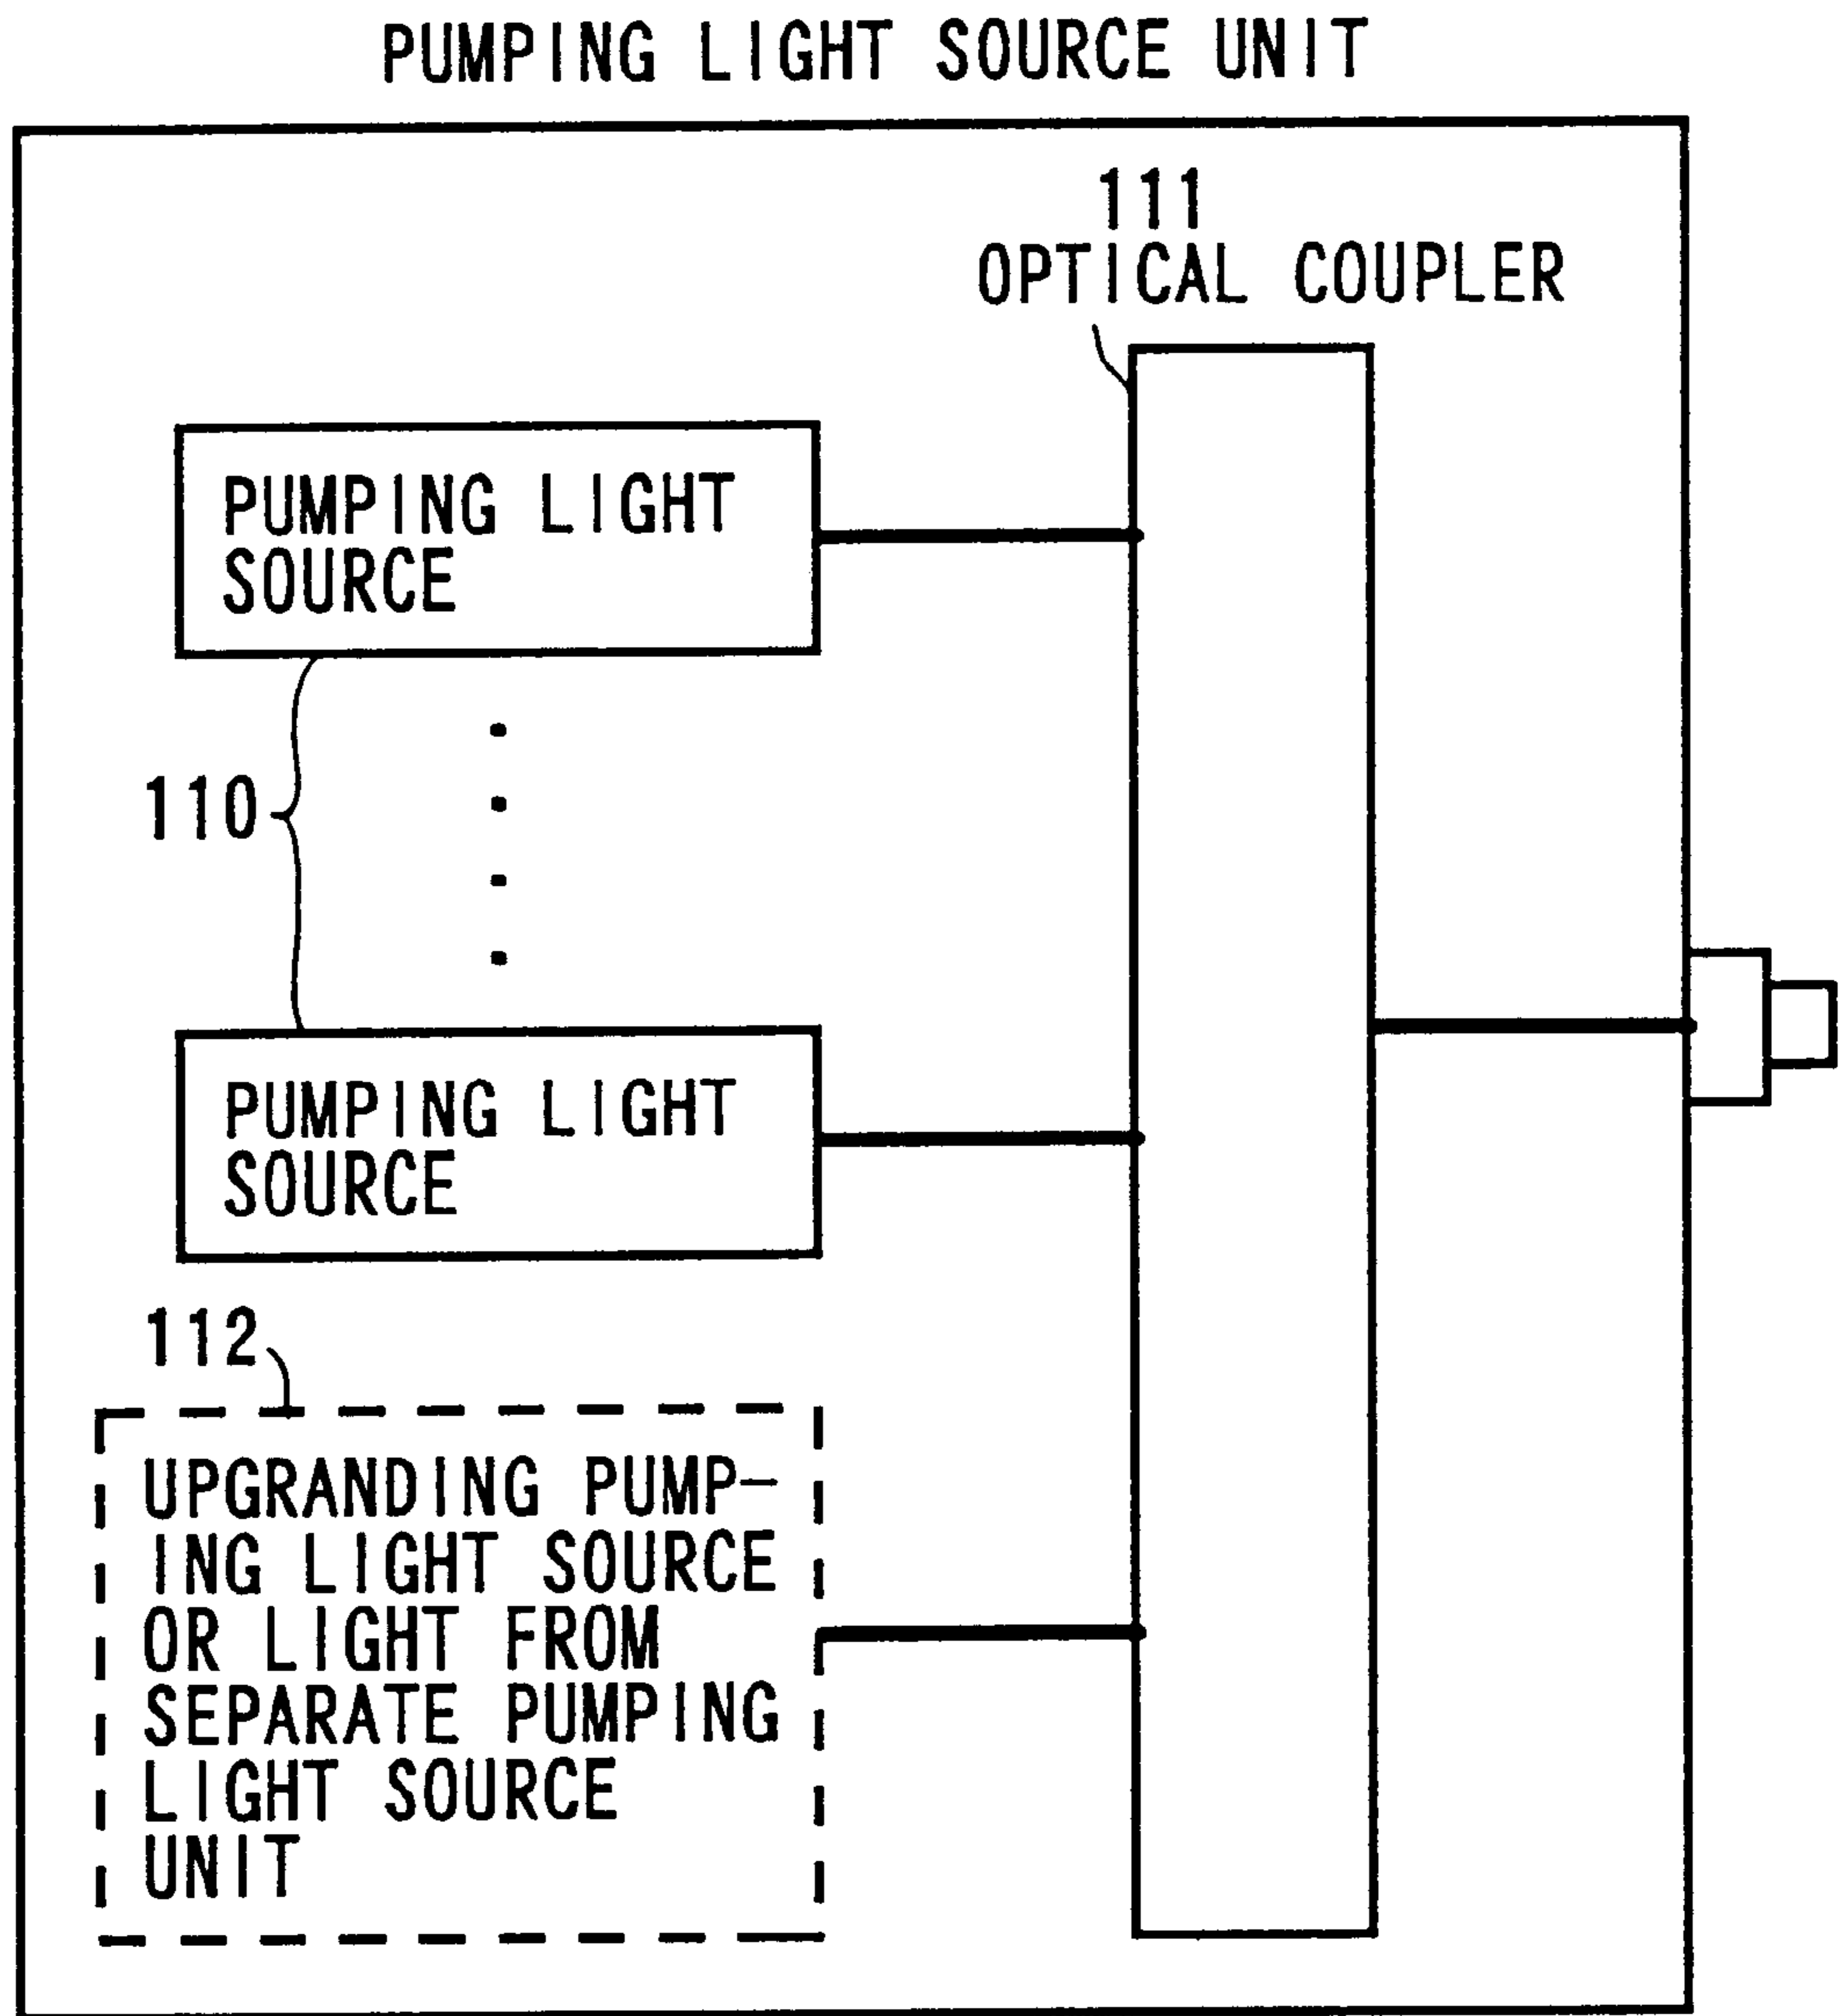 PUMPING LIGHT SOURCE UNIT
111
OPTICAL COUPLER
PUMPING LIGHT
SOURCE
110
PUMPING LIGHT
SOURCE
112
UPGRANDING PUMP-
ING LIGHT SOURCE
OR LIGHT FROM
SEPARATE PUMPING
LIGHT SOURCE
UNIT